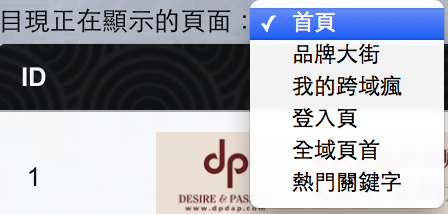 目現正在顯示的頁面：
✓ 首頁
品牌大街
我的跨域瘋
登入頁
全域頁首
熱門關鍵字
ID
1
dp
DESIRE & PAS
www.dpdap.com